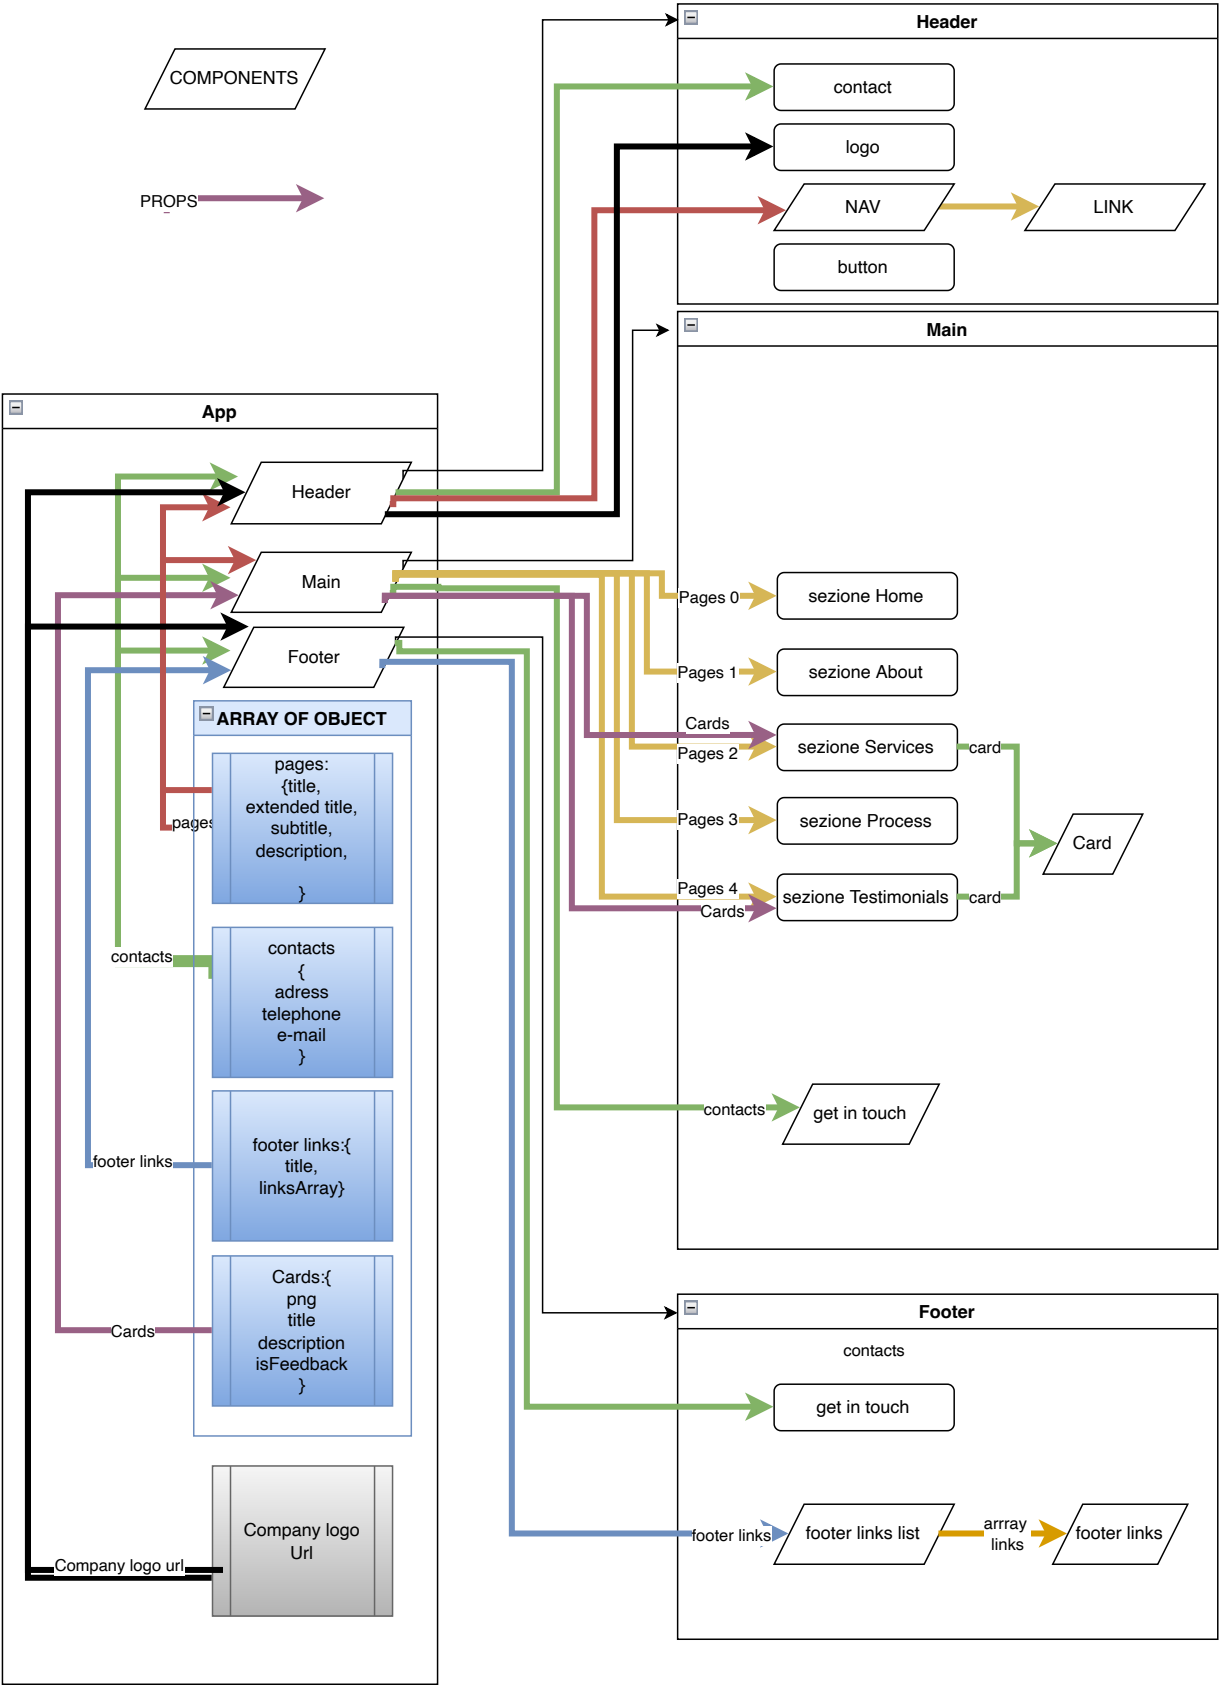 COMPONENTS
PROPS
Header
contact
logo
NAV
LINK
button
Main
Pages 0
sezione Home
Pages 1
sezione About
Cards
Pages 2
sezione Services
card
Pages 3
sezione Process
Card
Pages 4
Cards
sezione Testimonials
card
contacts
get in touch
App
Header
Main
Footer
ARRAY OF OBJECT
pages
pages:
{title,
extended title,
subtitle,
description,
}
contacts
contacts
{
adress
telephone
e-mail
}
footer links
footer links:{
title,
linksArray}
Cards
Cards:{
png
title
description
isFeedback
}
Company logo url
Company logo
Url
Footer
contacts
get in touch
footer links
footer links list
arrray
links
footer links